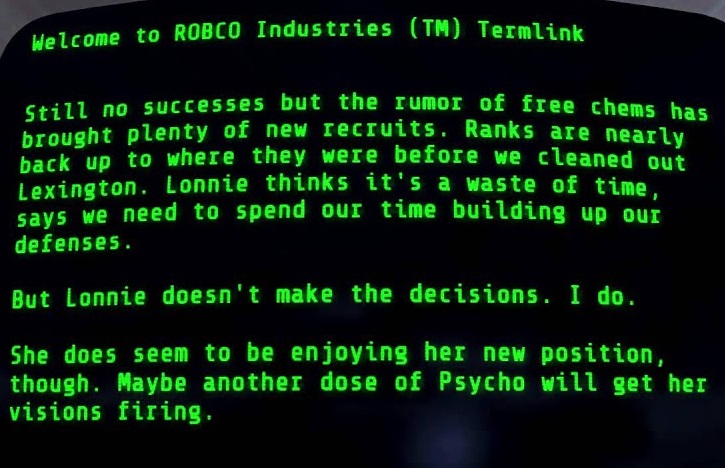 Welcome to ROBCO Industries (TM) Termlink
Still no successes but the rumor of free chems has
brought plenty of new recruits. Ranks are nearly
back up to where they were before we cleaned out
Lexington. Lonnie thinks it's a waste of time,
says we need to spend our time building up our
defenses.
But Lonnie doesn't make the decisions. I do.
She does seem to be enjoying her new position,
though. Maybe another dose of Psycho will get her
visions firing.